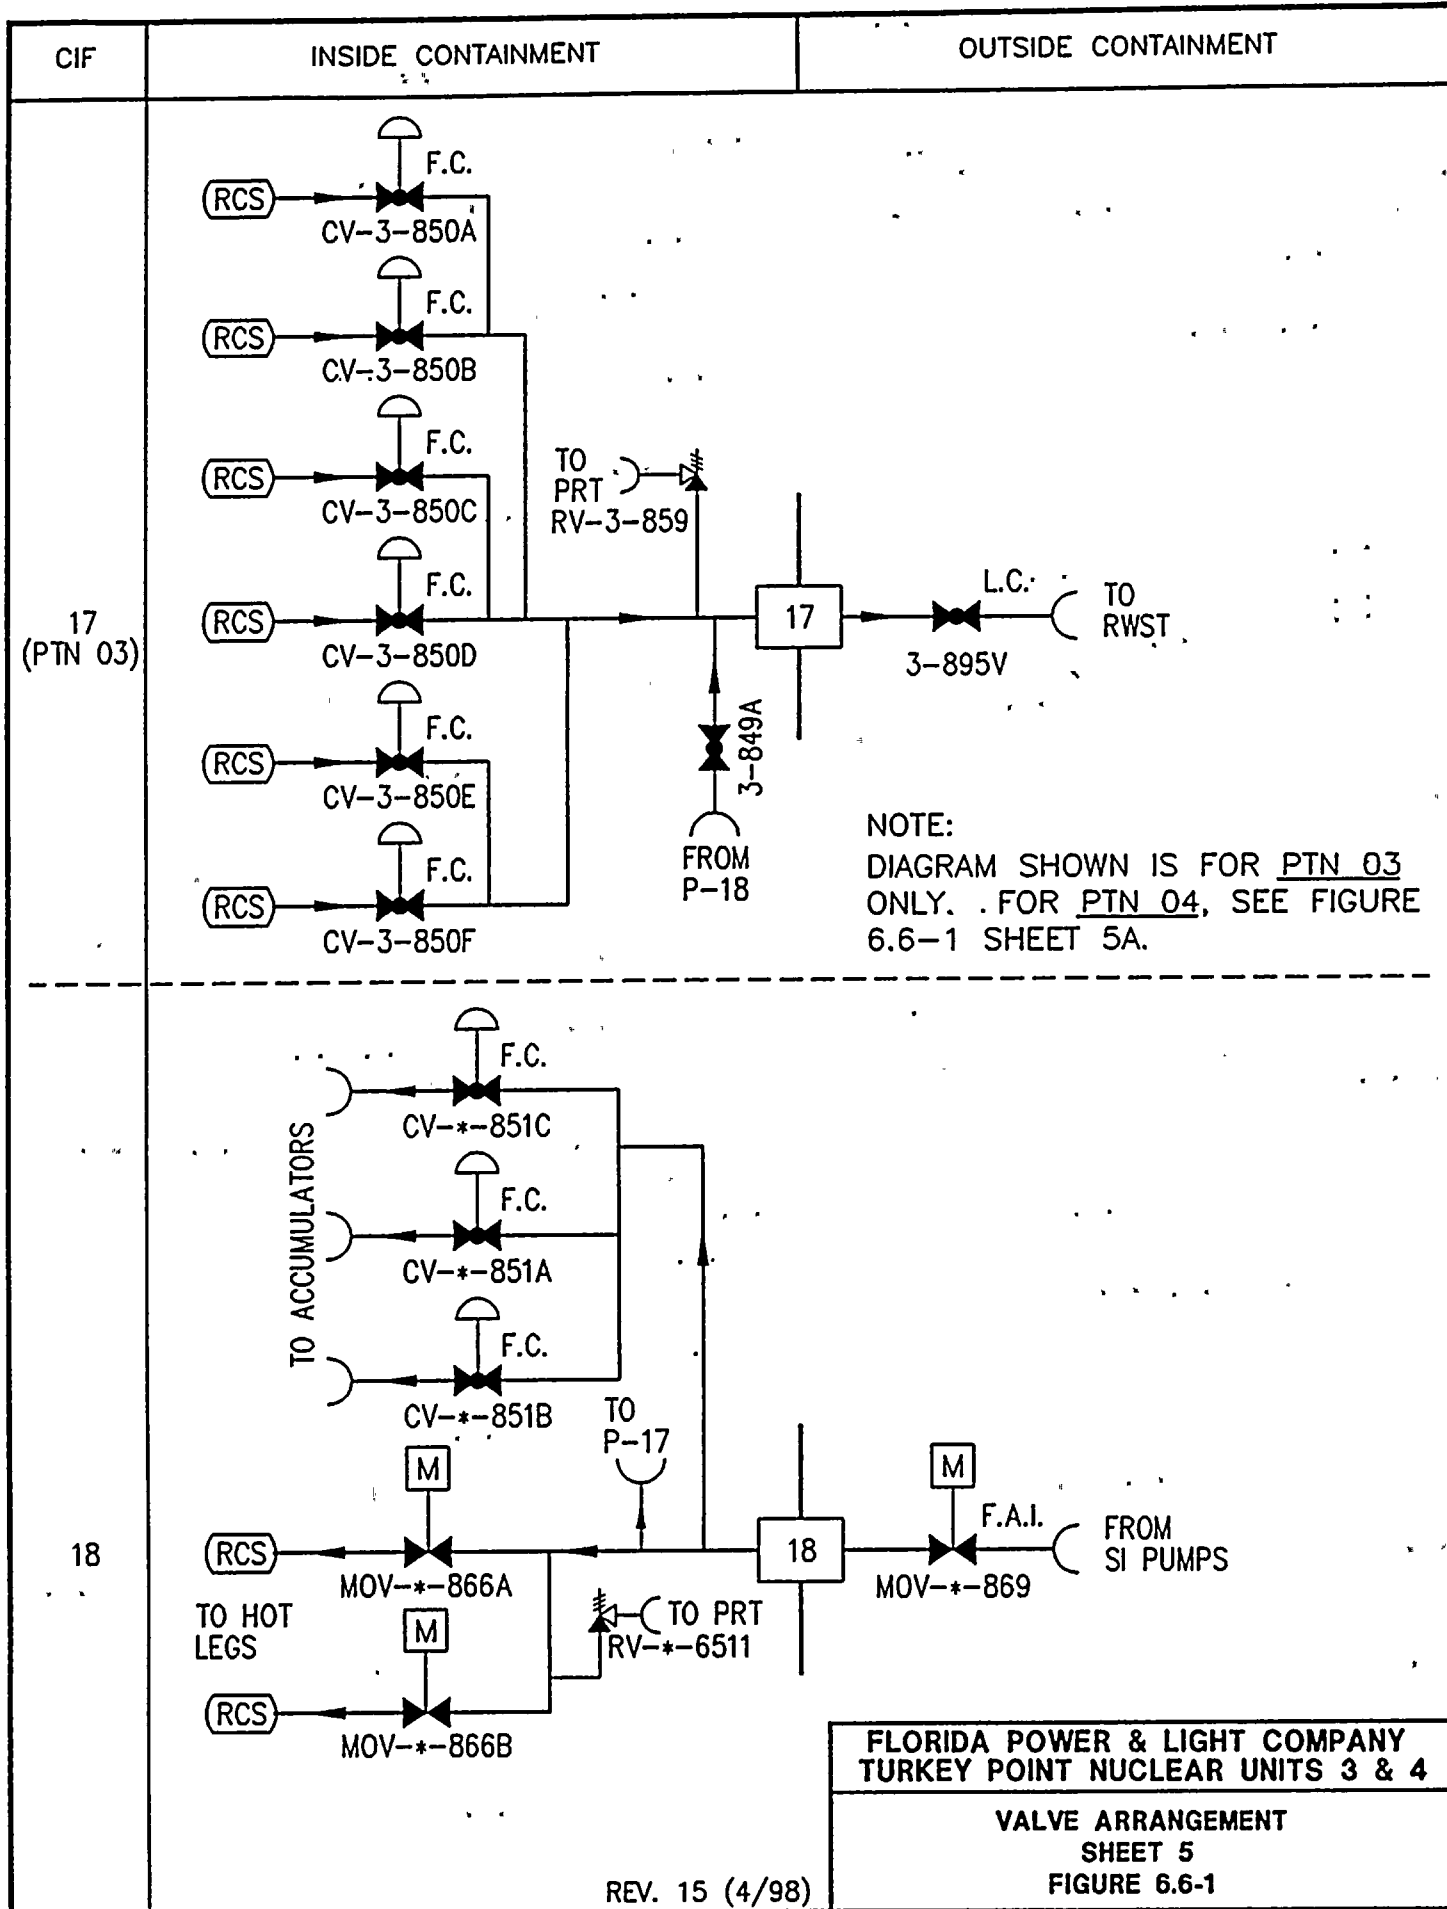 CIF
INSIDE CONTAINMENT
OUTSIDE CONTAINMENT
17
(PTN 03)
RCS
F.C.
CV-3-850A
RCS
F.C.
CV-3-850B
RCS
F.C.
CV-3-850C
RCS
F.C.
CV-3-850D
RCS
F.C.
CV-3-850E
RCS
F.C.
CV-3-850F
TO
PRT
RV-3-859
3-849A
FROM
P-18
17
L.C.
3-895V
TO
RWST
NOTE:
DIAGRAM SHOWN IS FOR PTN 03
ONLY. FOR PTN 04, SEE FIGURE
6.6-1 SHEET 5A.
18
TO ACCUMULATORS
F.C.
CV-*-851C
F.C.
CV-*-851A
F.C.
CV-*-851B
TO
P-17
M
RCS
MOV-*-866A
TO HOT
LEGS
M
RCS
MOV-*-866B
TO PRT
RV-*-6511
18
M
F.A.I.
MOV-*-869
FROM
SI PUMPS
FLORIDA POWER & LIGHT COMPANY
TURKEY POINT NUCLEAR UNITS 3 & 4
VALVE ARRANGEMENT
SHEET 5
FIGURE 6.6-1
REV. 15 (4/98)